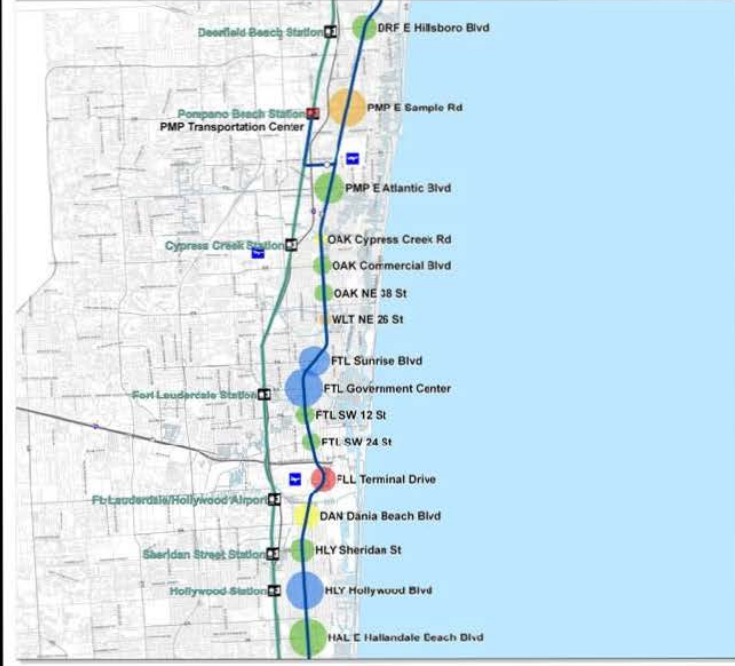 Deerfield Beach Station
DRF E Hillsboro Blvd
Pompano Beach Station
PMP E Sample Rd
PMP Transportation Center
PMP E Atlantic Blvd
Cypress Creek Station
OAK Cypress Creek Rd
OAK Commercial Blvd
OAK NE 38 St
WLT NE 26 St
FTL Sunrise Blvd
Fort Lauderdale Station
FTL Government Center
FTL SW 12 St
FTL SW 24 St
FLL Terminal Drive
Ft Lauderdale/Hollywood Airport
DAN Dania Beach Blvd
Sheridan Street Station
HLY Sheridan St
Hollywood Station
HLY Hollywood Blvd
HAL E Hallandale Beach Blvd